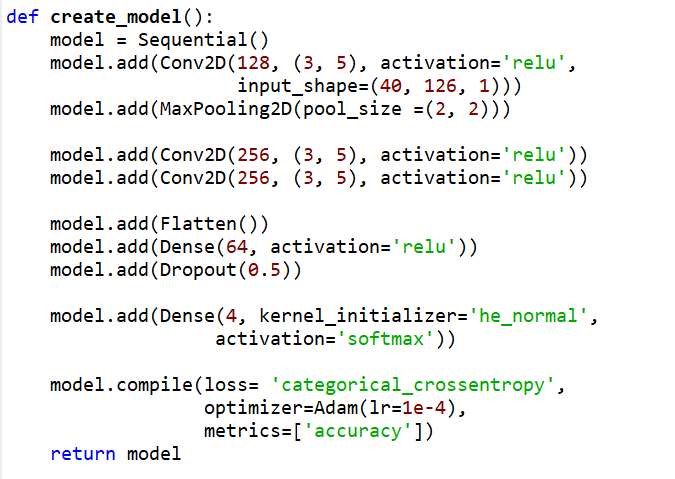 def create_model():
    model = Sequential()
    model.add(Conv2D(128, (3, 5), activation='relu',
                     input_shape=(40, 126, 1)))
    model.add(MaxPooling2D(pool_size =(2, 2)))

    model.add(Conv2D(256, (3, 5), activation='relu'))
    model.add(Conv2D(256, (3, 5), activation='relu'))

    model.add(Flatten())
    model.add(Dense(64, activation='relu'))
    model.add(Dropout(0.5))

    model.add(Dense(4, kernel_initializer='he_normal',
                   activation='softmax'))

    model.compile(loss= 'categorical_crossentropy',
                  optimizer=Adam(lr=1e-4),
                  metrics=['accuracy'])
    return model